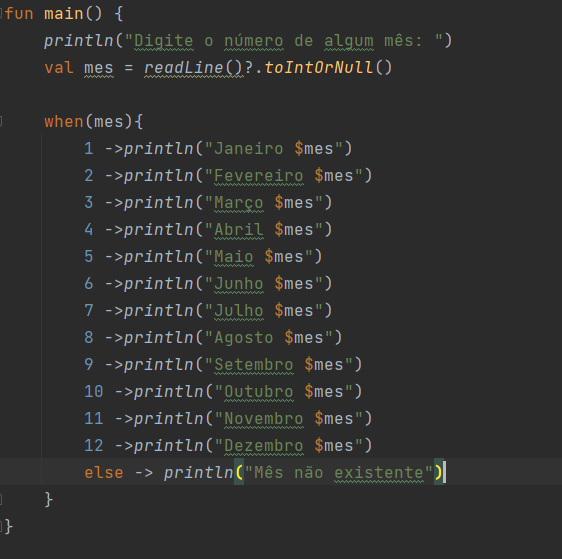 fun main() {
    println("Digite o número de algum mês: ")
    val mes = readLine()?.toIntOrNull()
    when(mes){
        1 ->println("Janeiro $mes")
        2 ->println("Fevereiro $mes")
        3 ->println("Março $mes")
        4 ->println("Abril $mes")
        5 ->println("Maio $mes")
        6 ->println("Junho $mes")
        7 ->println("Julho $mes")
        8 ->println("Agosto $mes")
        9 ->println("Setembro $mes")
        10 ->println("Outubro $mes")
        11 ->println("Novembro $mes")
        12 ->println("Dezembro $mes")
        else -> println("Mês não existente")
    }
}